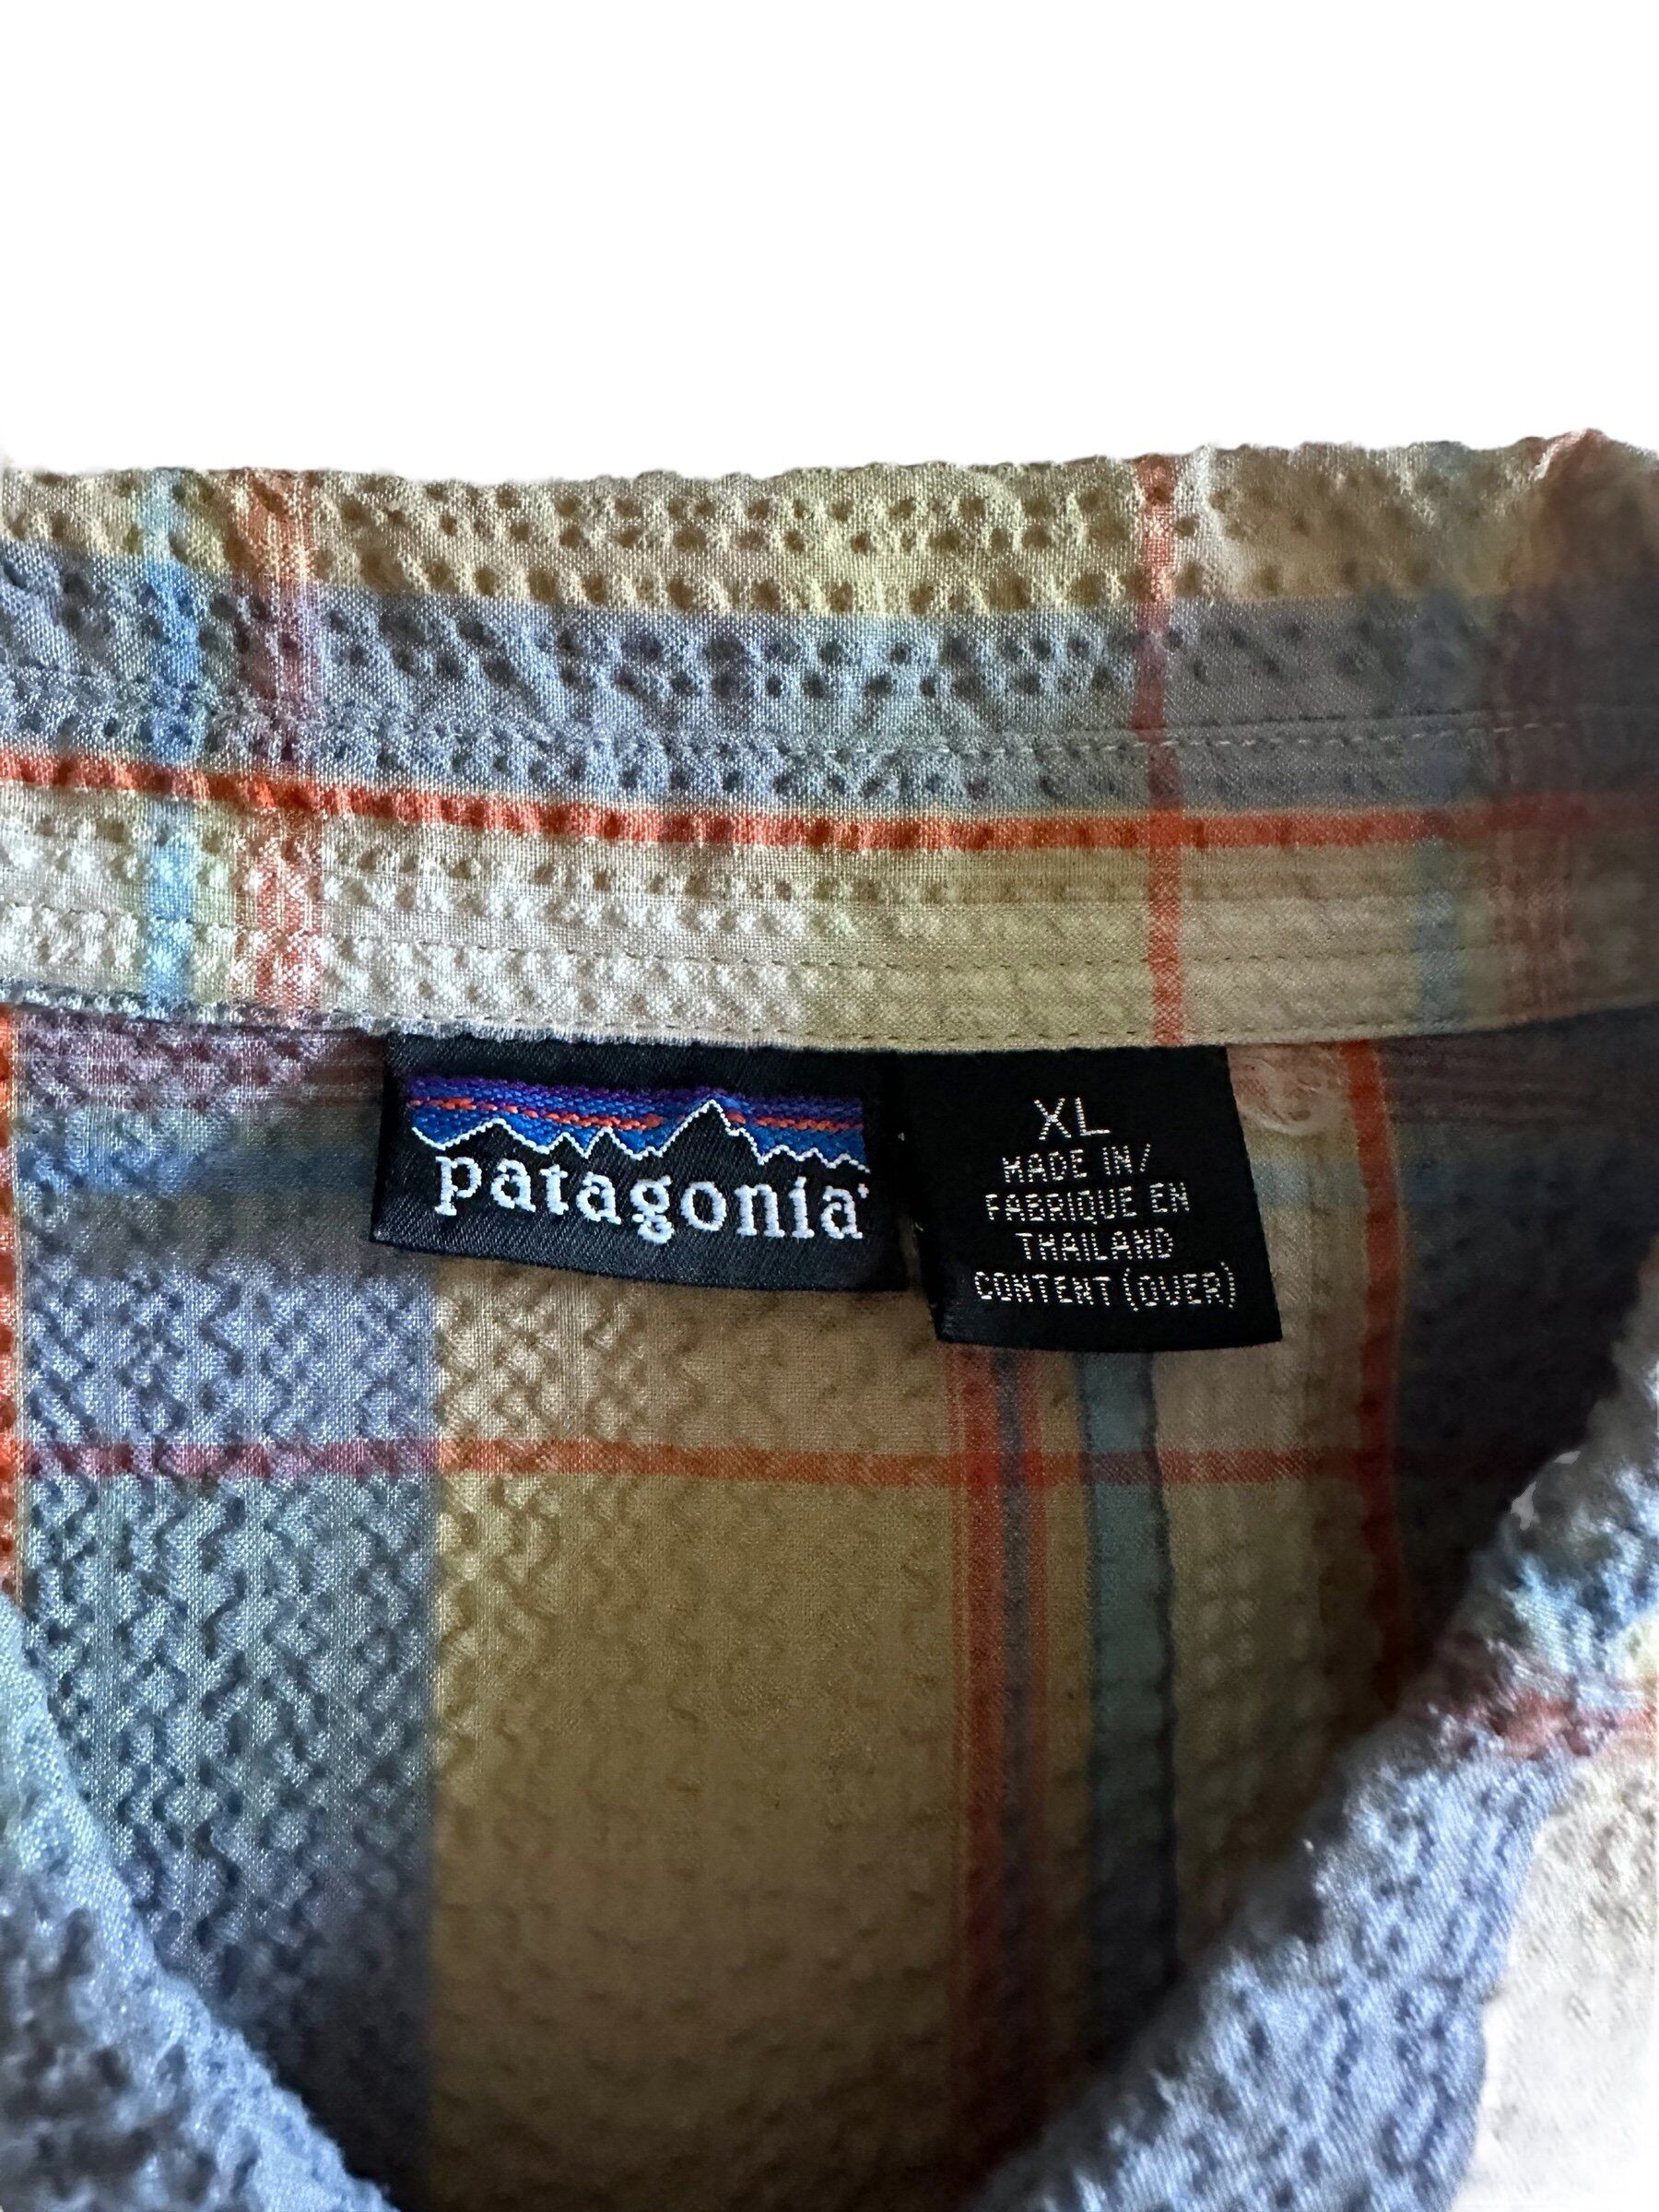 patagonia®
XL
MADE IN/
FABRIQUE EN
THAILAND
CONTENT (OVER)